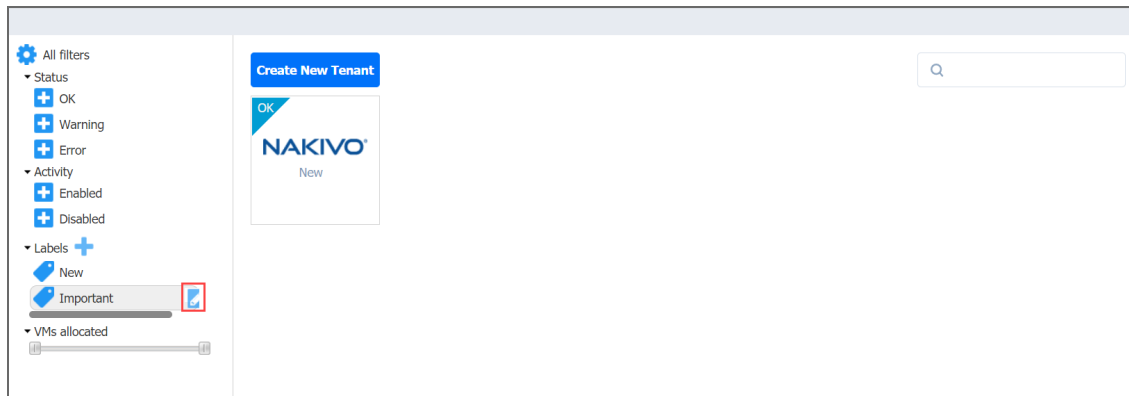 All filters
Status
OK
Warning
Error
Activity
Enabled
Disabled
Labels
New
Important
VMs allocated
Create New Tenant
OK
NAKIVO®
New